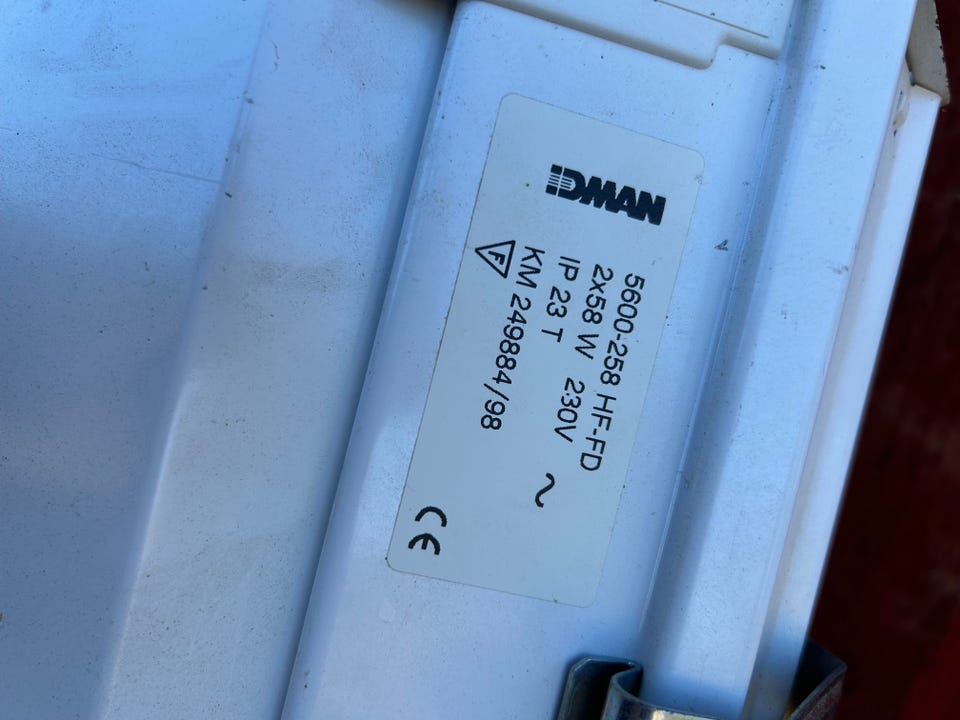 IDMAN
5600-258 HF-FD
2x58 W 230V ~
IP 23 T
KM 249884/98
F
CE